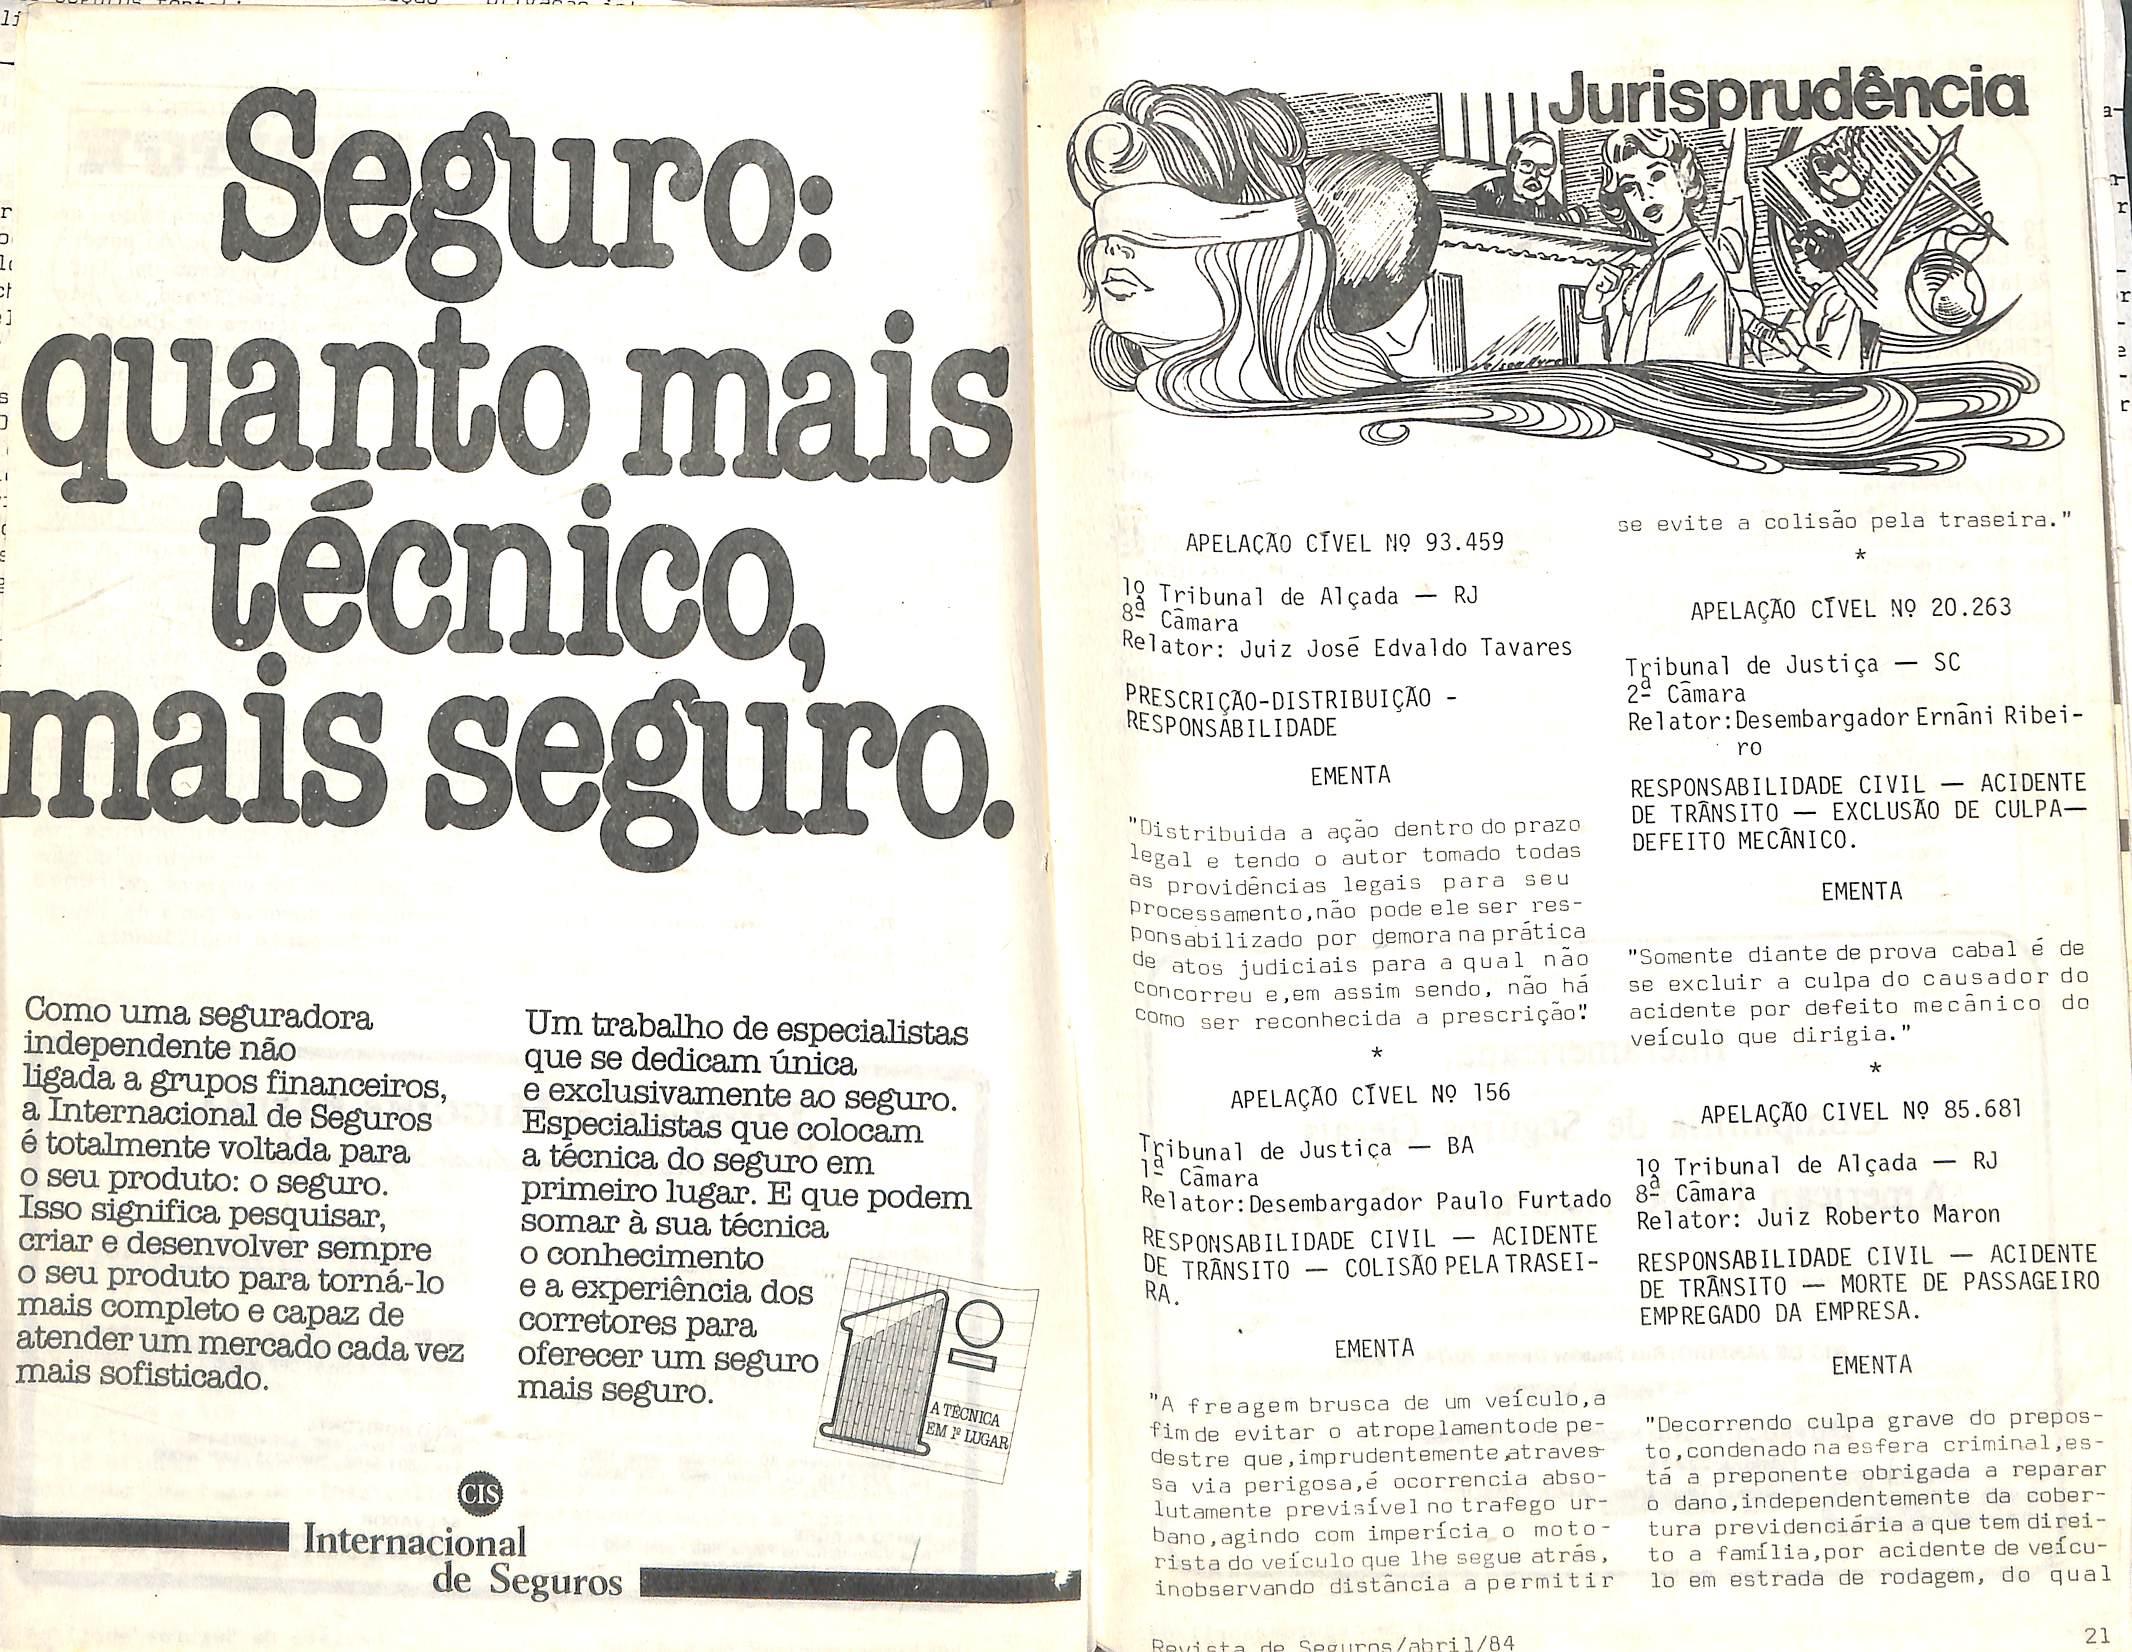 Seguro:
quanto mais
técnico,
mais seguro.
Como uma seguradora
independente não
ligada a grupos financeiros,
a Internacional de Seguros
é totalmente voltada para
o seu produto: o seguro.
Isso significa pesquisar,
criar e desenvolver sempre
o seu produto para torná-lo
mais completo e capaz de
atender um mercado cada vez
mais sofisticado.
Um trabalho de especialistas
que se dedicam única
e exclusivamente ao seguro.
Especialistas que colocam
a técnica do seguro em
primeiro lugar. E que podem
somar à sua técnica
o conhecimento
e a experiência dos
corretores para
oferecer um seguro
mais seguro.
1º
A TÉCNICA
EM 1º LUGAR
CIS
Internacional
de Seguros
Jurisprudência
APELAÇÃO CÍVEL Nº 93.459
1º Tribunal de Alçada — RJ
8ª Câmara
Relator: Juiz José Edvaldo Tavares
PRESCRIÇÃO-DISTRIBUIÇÃO -
RESPONSABILIDADE
EMENTA
"Distribuida a ação dentro do prazo
legal e tendo o autor tomado todas
as providências legais para seu
processamento,não pode ele ser res-
ponsabilizado por demora na prática
de atos judiciais para a qual não
concorreu e,em assim sendo, não há
como ser reconhecida a prescrição."
*
APELAÇÃO CÍVEL Nº 156
Tribunal de Justiça — BA
1ª Câmara
Relator:Desembargador Paulo Furtado
RESPONSABILIDADE CIVIL — ACIDENTE
DE TRÂNSITO — COLISÃO PELA TRASEI-
RA.
EMENTA
"A freagem brusca de um veículo,a
fim de evitar o atropelamento de pe-
destre que,imprudentemente,atraves-
sa via perigosa,é ocorrencia abso-
lutamente previsível no trafego ur-
bano,agindo com imperícia o moto-
rista do veículo que lhe segue atrás,
inobservando distância a permitir
se evite a colisão pela traseira."
*
APELAÇÃO CÍVEL Nº 20.263
Tribunal de Justiça — SC
2ª Câmara
Relator:Desembargador Ernâni Ribei-
ro
RESPONSABILIDADE CIVIL — ACIDENTE
DE TRÂNSITO — EXCLUSÃO DE CULPA—
DEFEITO MECÂNICO.
EMENTA
"Somente diante de prova cabal é de
se excluir a culpa do causador do
acidente por defeito mecânico do
veículo que dirigia."
*
APELAÇÃO CIVEL Nº 85.681
1º Tribunal de Alçada — RJ
8ª Câmara
Relator: Juiz Roberto Maron
RESPONSABILIDADE CIVIL — ACIDENTE
DE TRÂNSITO — MORTE DE PASSAGEIRO
EMPREGADO DA EMPRESA.
EMENTA
"Decorrendo culpa grave do prepos-
to,condenado na esfera criminal,es-
tá a preponente obrigada a reparar
o dano,independentemente da cober-
tura previdenciária a que tem direi-
to a família,por acidente de veícu-
lo em estrada de rodagem, do qual
Revista de Seguros/abril/84
21